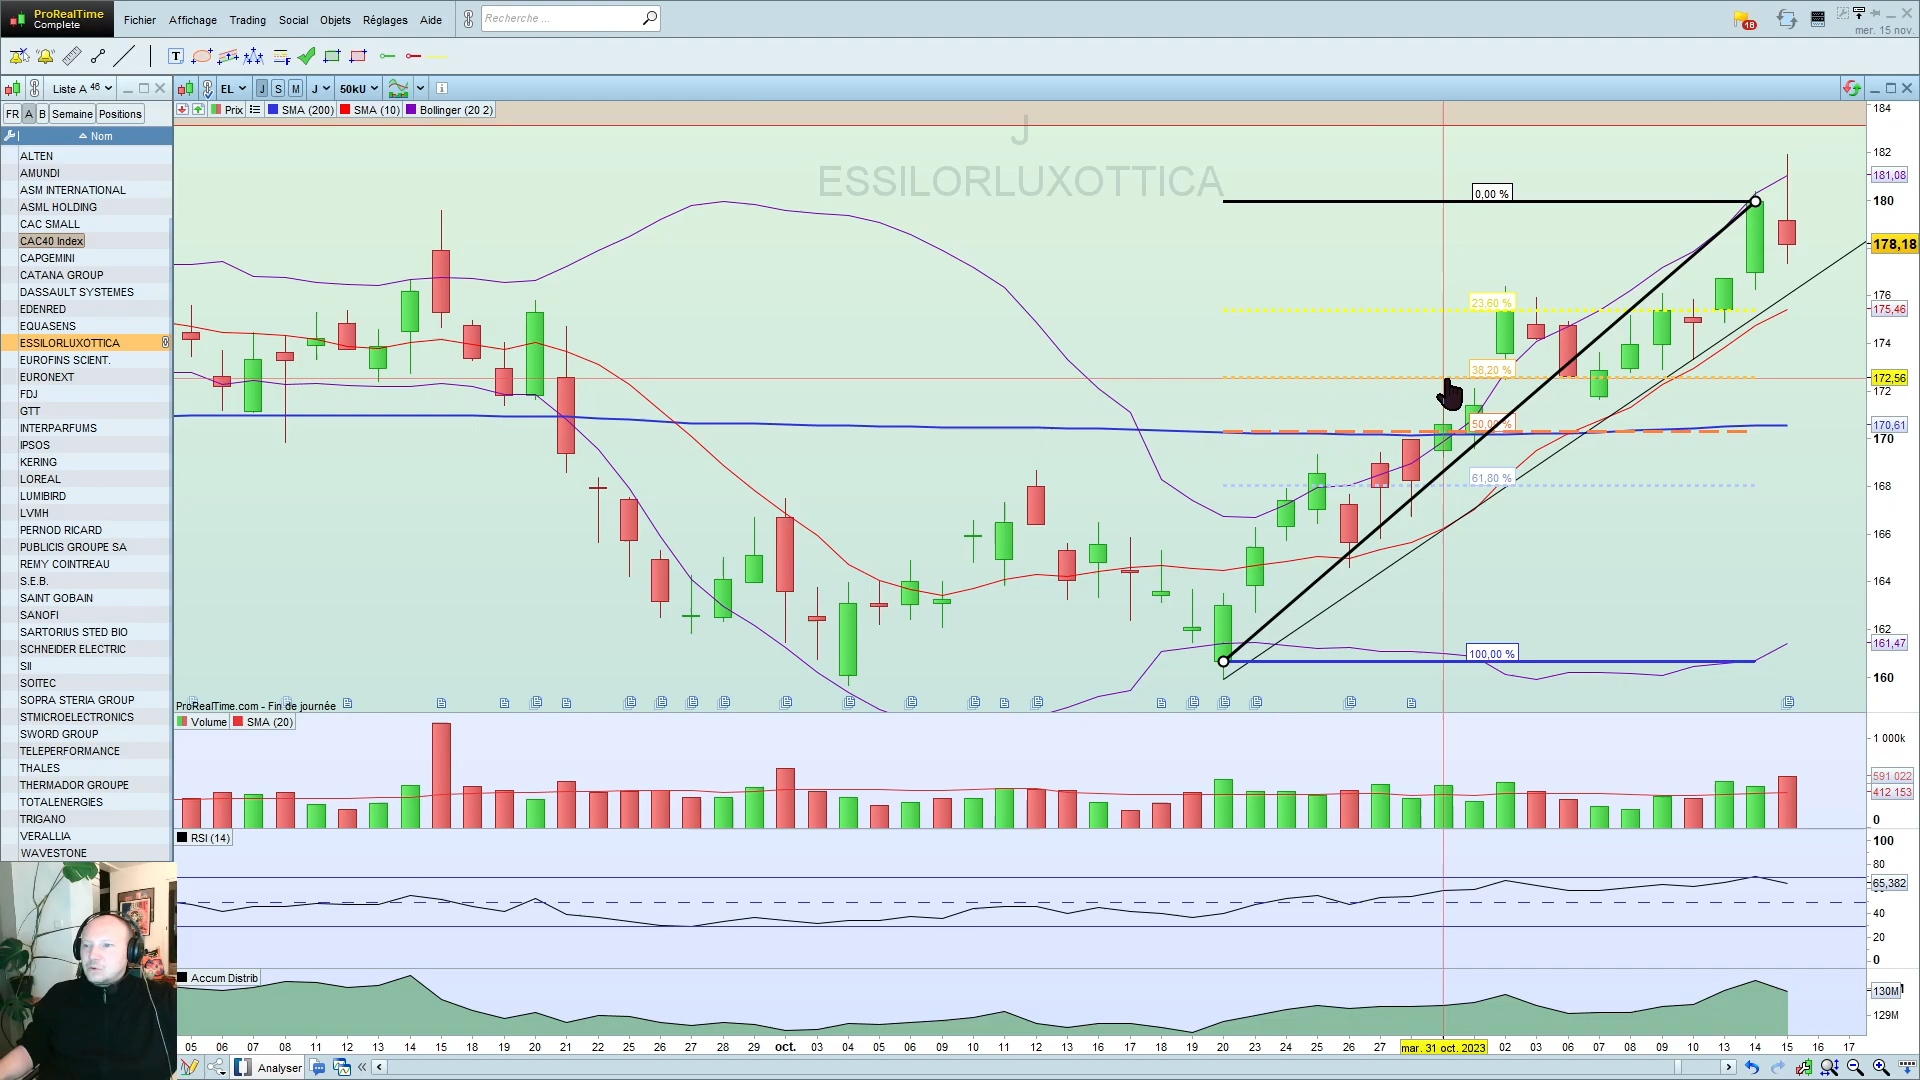 ProRealTime
Complete
Fichier Affichage Trading Social Objets Réglages Aide
Recherche ...
18
mer. 15 nov.
Liste A 46
EL J S M J 50kU
FR A B Semaine Positions
Prix SMA (200) SMA (10) Bollinger (20 2)
Nom
ALTEN
AMUNDI
ASM INTERNATIONAL
ASML HOLDING
CAC SMALL
CAC40 Index
CAPGEMINI
CATANA GROUP
DASSAULT SYSTEMES
EDENRED
EQUASENS
ESSILORLUXOTTICA
EUROFINS SCIENT.
EURONEXT
FDJ
GTT
INTERPARFUMS
IPSOS
KERING
LOREAL
LUMIBIRD
LVMH
PERNOD RICARD
PUBLICIS GROUPE SA
REMY COINTREAU
S.E.B.
SAINT GOBAIN
SANOFI
SARTORIUS STED BIO
SCHNEIDER ELECTRIC
SII
SOITEC
SOPRA STERIA GROUP
STMICROELECTRONICS
SWORD GROUP
TELEPERFORMANCE
THALES
THERMADOR GROUPE
TOTALENERGIES
TRIGANO
VERALLIA
WAVESTONE
J
ESSILORLUXOTTICA
0,00 %
23,60 %
38,20 %
50,00 %
61,80 %
100,00 %
184
182
181,08
180
178,18
176
175,46
174
172,56
172
170,61
170
168
166
164
162
161,47
160
ProRealTime.com - Fin de journée
Volume SMA (20)
1 000k
591 022
412 153
0
RSI (14)
100
80
65,382
40
20
0
Accum Distrib
130M
129M
05 06 07 08 11 12 13 14 15 18 19 20 21 22 25 26 27 28 29 oct. 03 04 05 06 09 10 11 12 13 16 17 18 19 20 23 24 25 26 27 mar. 31 oct. 2023 02 03 06 07 08 09 10 13 14 15 16 17
Analyser